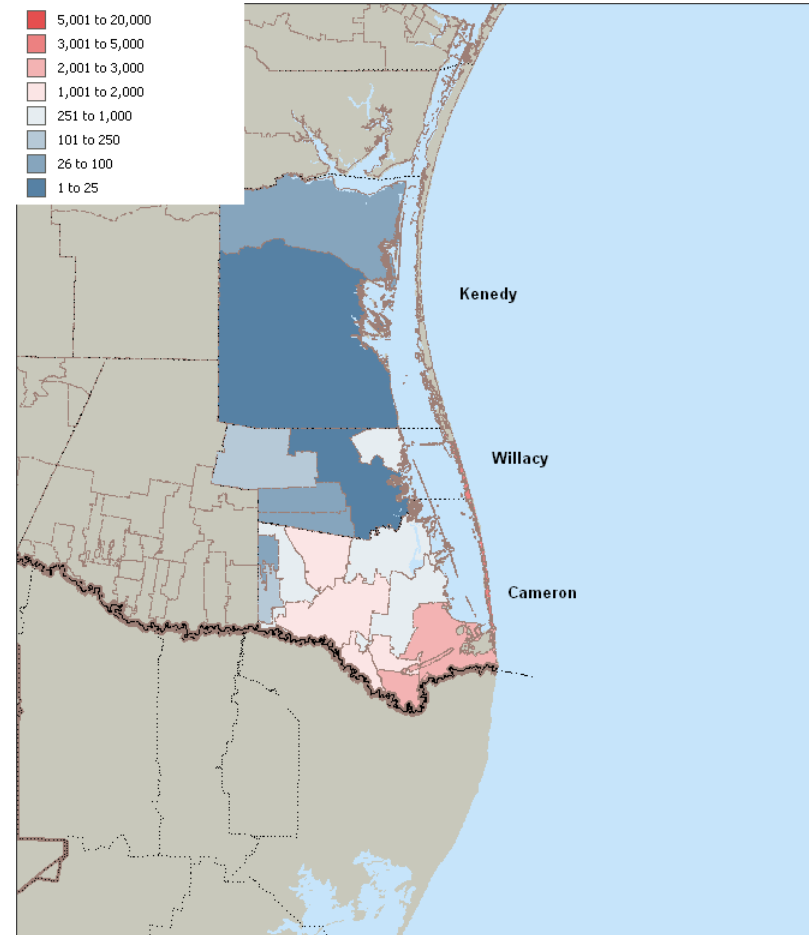 5,001 to 20,000
3,001 to 5,000
2,001 to 3,000
1,001 to 2,000
251 to 1,000
101 to 250
26 to 100
1 to 25
Kenedy
Willacy
Cameron